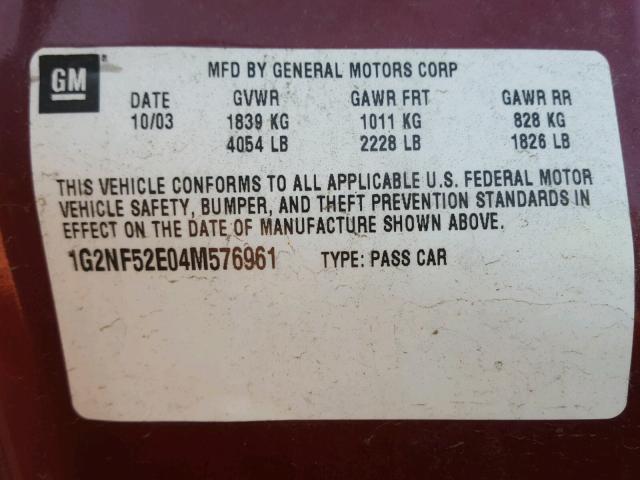 GM® MFD BY GENERAL MOTORS CORP
DATE GVWR GAWR FRT GAWR RR
10/03 1839 KG 1011 KG 828 KG
4054 LB 2228 LB 1826 LB
THIS VEHICLE CONFORMS TO ALL APPLICABLE U.S. FEDERAL MOTOR
VEHICLE SAFETY, BUMPER, AND THEFT PREVENTION STANDARDS IN
EFFECT ON THE DATE OF MANUFACTURE SHOWN ABOVE.
1G2NF52E04M576961 TYPE: PASS CAR